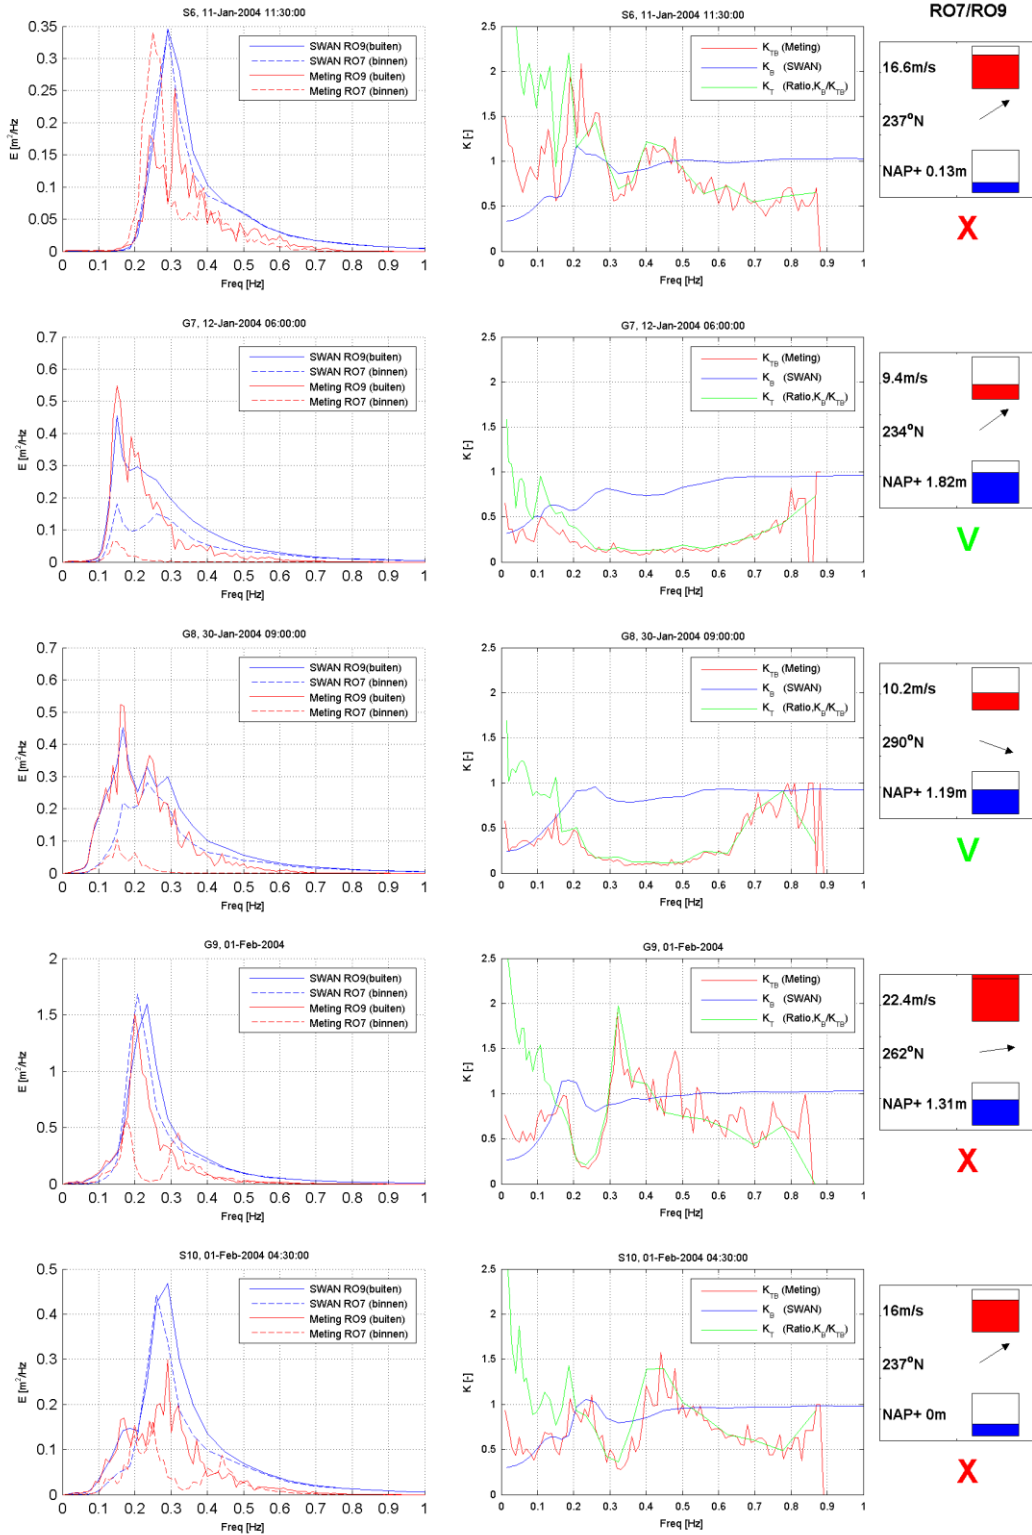 RO7/RO9
S6, 11-Jan-2004 11:30:00
0.35
0.3
0.25
0.2
0.15
0.1
0.05
0
E [m²/Hz]
SWAN RO9(buiten)
SWAN RO7 (binnen)
Meting RO9 (buiten)
Meting RO7 (binnen)
0 0.1 0.2 0.3 0.4 0.5 0.6 0.7 0.8 0.9 1
Freq [Hz]
S6, 11-Jan-2004 11:30:00
2.5
2
1.5
1
0.5
0
K [-]
K_TB (Meting)
K_B (SWAN)
K_T (Ratio,K_B/K_TB)
0 0.1 0.2 0.3 0.4 0.5 0.6 0.7 0.8 0.9 1
Freq [Hz]
16.6m/s
237°N
NAP+ 0.13m
X
G7, 12-Jan-2004 06:00:00
0.7
0.6
0.5
0.4
0.3
0.2
0.1
0
E [m²/Hz]
SWAN RO9(buiten)
SWAN RO7 (binnen)
Meting RO9 (buiten)
Meting RO7 (binnen)
0 0.1 0.2 0.3 0.4 0.5 0.6 0.7 0.8 0.9 1
Freq [Hz]
G7, 12-Jan-2004 06:00:00
2.5
2
1.5
1
0.5
0
K [-]
K_TB (Meting)
K_B (SWAN)
K_T (Ratio,K_B/K_TB)
0 0.1 0.2 0.3 0.4 0.5 0.6 0.7 0.8 0.9 1
Freq [Hz]
9.4m/s
234°N
NAP+ 1.82m
V
G8, 30-Jan-2004 09:00:00
0.7
0.6
0.5
0.4
0.3
0.2
0.1
0
E [m²/Hz]
SWAN RO9(buiten)
SWAN RO7 (binnen)
Meting RO9 (buiten)
Meting RO7 (binnen)
0 0.1 0.2 0.3 0.4 0.5 0.6 0.7 0.8 0.9 1
Freq [Hz]
G8, 30-Jan-2004 09:00:00
2.5
2
1.5
1
0.5
0
K [-]
K_TB (Meting)
K_B (SWAN)
K_T (Ratio,K_B/K_TB)
0 0.1 0.2 0.3 0.4 0.5 0.6 0.7 0.8 0.9 1
Freq [Hz]
10.2m/s
290°N
NAP+ 1.19m
V
G9, 01-Feb-2004
2
1.5
1
0.5
0
E [m²/Hz]
SWAN RO9(buiten)
SWAN RO7 (binnen)
Meting RO9 (buiten)
Meting RO7 (binnen)
0 0.1 0.2 0.3 0.4 0.5 0.6 0.7 0.8 0.9 1
Freq [Hz]
G9, 01-Feb-2004
2.5
2
1.5
1
0.5
0
K [-]
K_TB (Meting)
K_B (SWAN)
K_T (Ratio,K_B/K_TB)
0 0.1 0.2 0.3 0.4 0.5 0.6 0.7 0.8 0.9 1
Freq [Hz]
22.4m/s
262°N
NAP+ 1.31m
X
S10, 01-Feb-2004 04:30:00
0.5
0.4
0.3
0.2
0.1
0
E [m²/Hz]
SWAN RO9(buiten)
SWAN RO7 (binnen)
Meting RO9 (buiten)
Meting RO7 (binnen)
0 0.1 0.2 0.3 0.4 0.5 0.6 0.7 0.8 0.9 1
Freq [Hz]
S10, 01-Feb-2004 04:30:00
2.5
2
1.5
1
0.5
0
K [-]
K_TB (Meting)
K_B (SWAN)
K_T (Ratio,K_B/K_TB)
0 0.1 0.2 0.3 0.4 0.5 0.6 0.7 0.8 0.9 1
Freq [Hz]
16m/s
237°N
NAP+ 0m
X